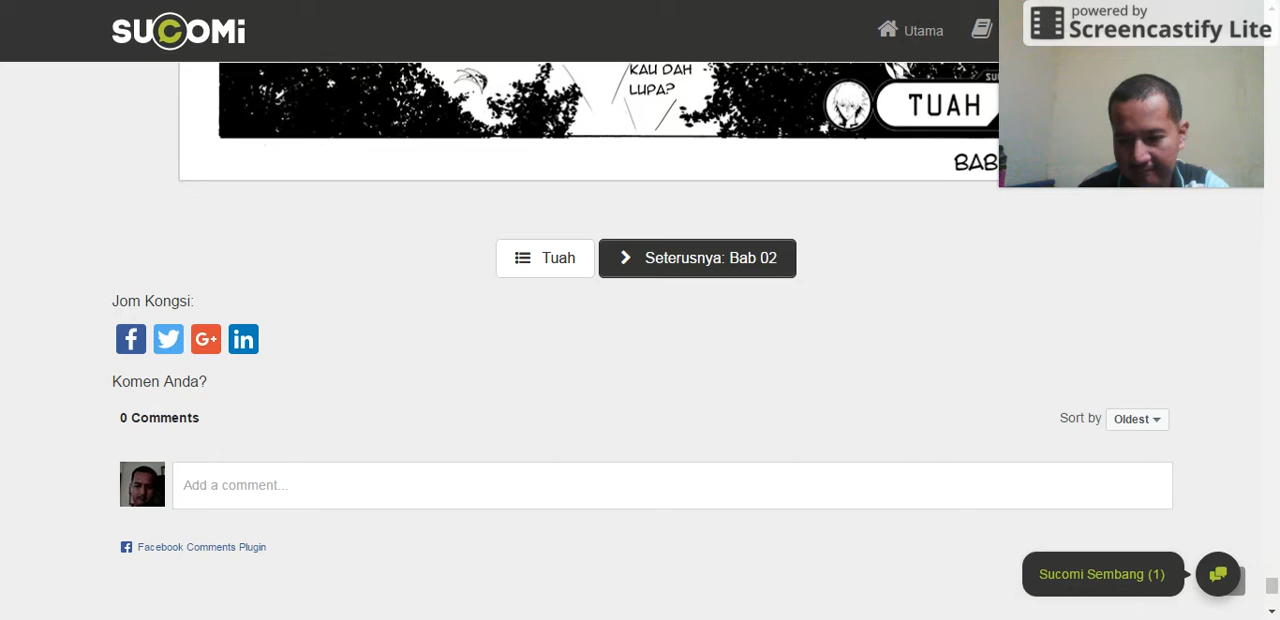 SUCOMi
Utama
powered by
Screencastify Lite
KAU DAH
LUPA?
TUAH
BAB
Tuah
Seterusnya: Bab 02
Jom Kongsi:
f
G+
in
Komen Anda?
0 Comments
Sort by Oldest
Add a comment...
Facebook Comments Plugin
Sucomi Sembang (1)